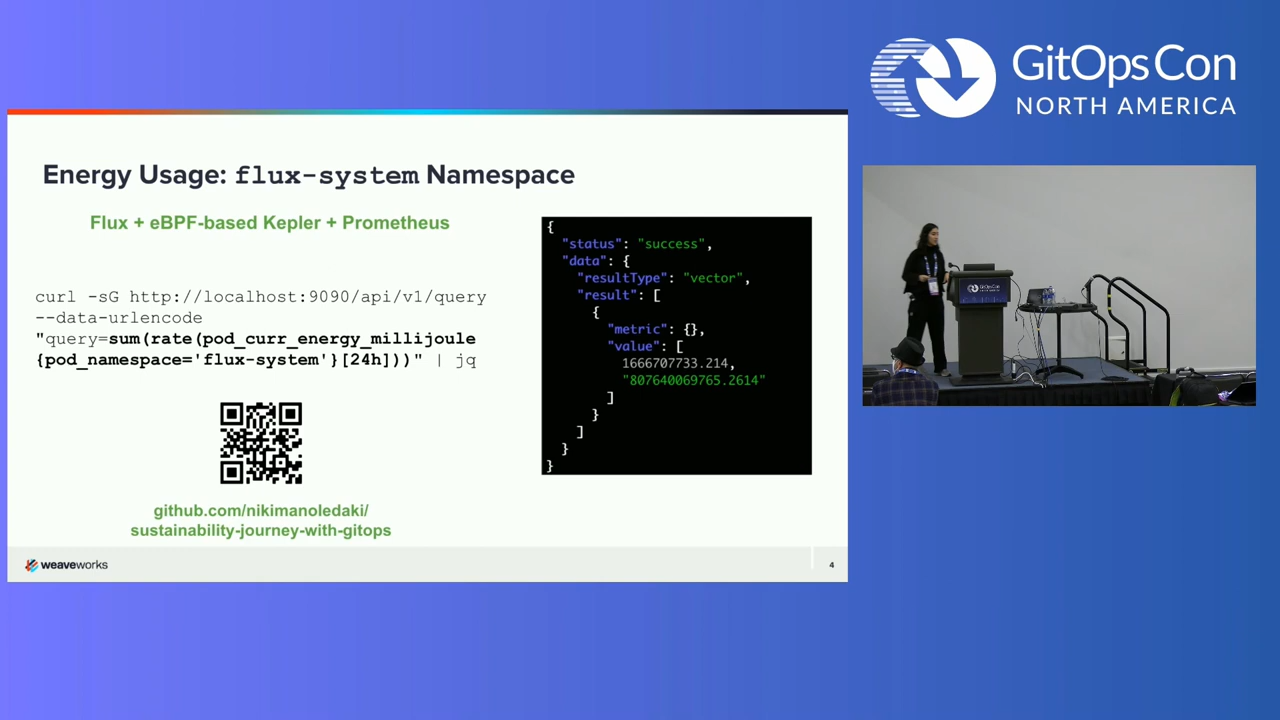 GitOpsCon
NORTH AMERICA
Energy Usage: flux-system Namespace
Flux + eBPF-based Kepler + Prometheus
curl -sG http://localhost:9090/api/v1/query
--data-urlencode
"query=sum(rate(pod_curr_energy_millijoule
{pod_namespace='flux-system'}[24h]))" | jq
github.com/nikimanoledaki/
sustainability-journey-with-gitops
{
"status": "success",
"data": {
"resultType": "vector",
"result": [
{
"metric": {},
"value": [
1666707733.214,
"807640069765.2614"
]
}
]
}
}
weaveworks
4
GitOpsCon